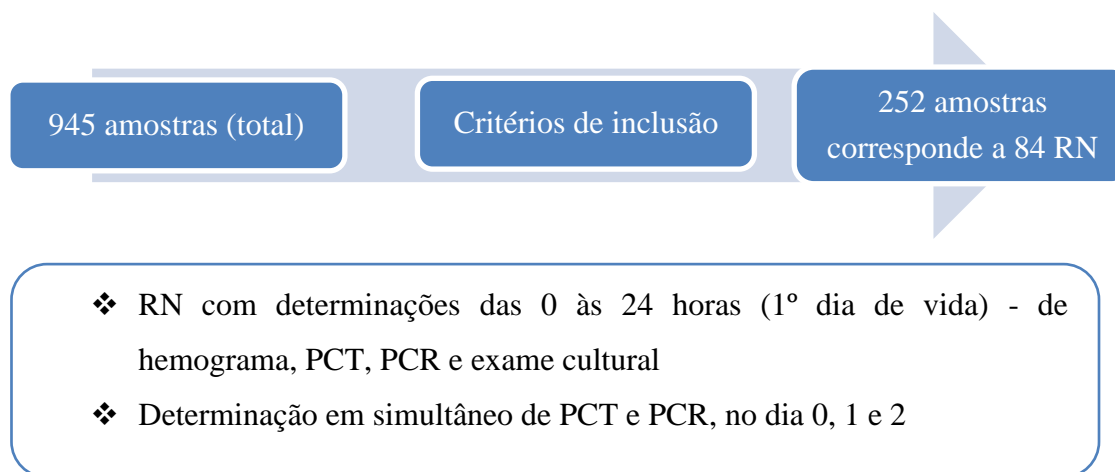 945 amostras (total)
Critérios de inclusão
252 amostras
corresponde a 84 RN
❖ RN com determinações das 0 às 24 horas (1º dia de vida) - de
hemograma, PCT, PCR e exame cultural
❖ Determinação em simultâneo de PCT e PCR, no dia 0, 1 e 2